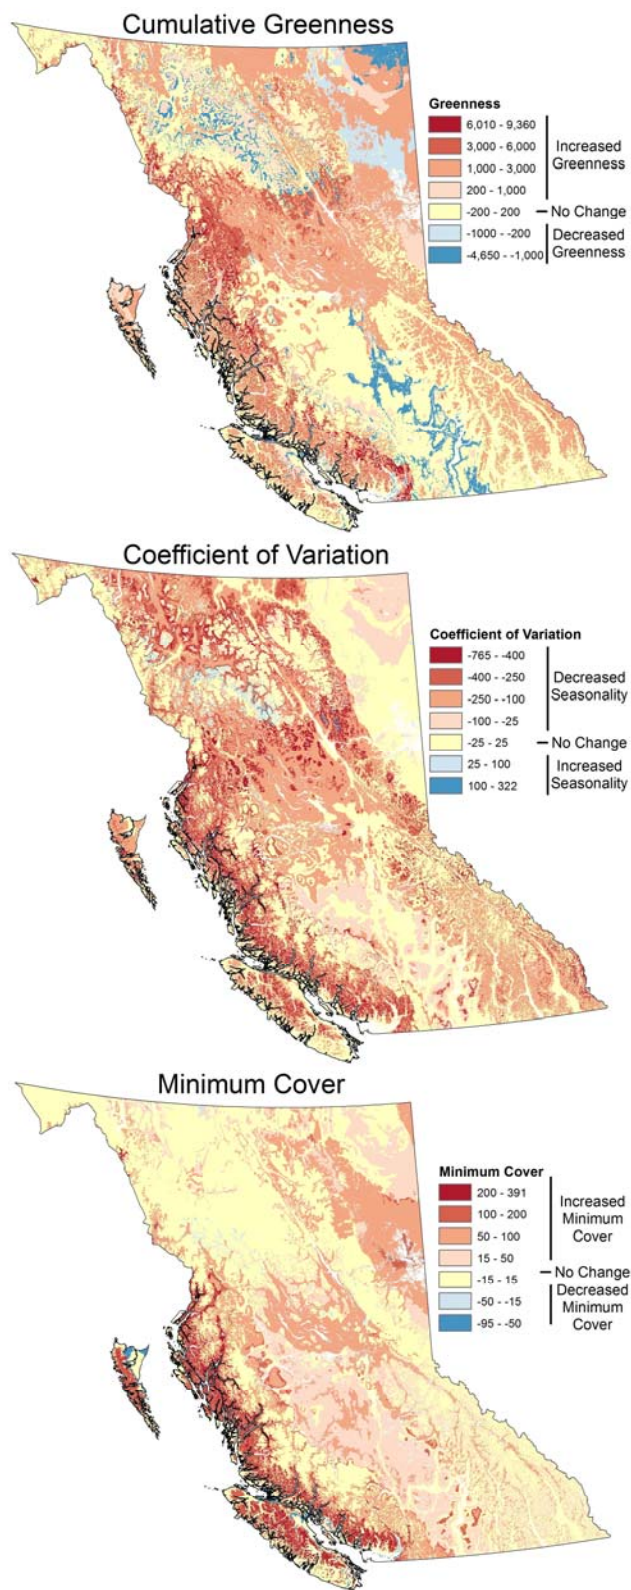 Cumulative Greenness
Greenness
6,010 - 9,360
3,000 - 6,000
1,000 - 3,000
200 - 1,000
-200 - 200
-1000 - -200
-4,650 - -1,000
Increased
Greenness
No Change
Decreased
Greenness
Coefficient of Variation
Coefficient of Variation
-765 - -400
-400 - -250
-250 - -100
-100 - -25
-25 - 25
25 - 100
100 - 322
Decreased
Seasonality
No Change
Increased
Seasonality
Minimum Cover
Minimum Cover
200 - 391
100 - 200
50 - 100
15 - 50
-15 - 15
-50 - -15
-95 - -50
Increased
Minimum
Cover
No Change
Decreased
Minimum
Cover